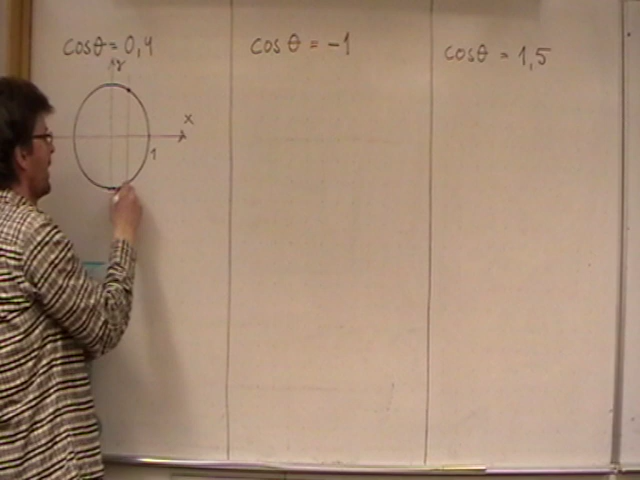 cos θ = 0,4
y
x
1
cos θ = -1
cos θ = 1,5